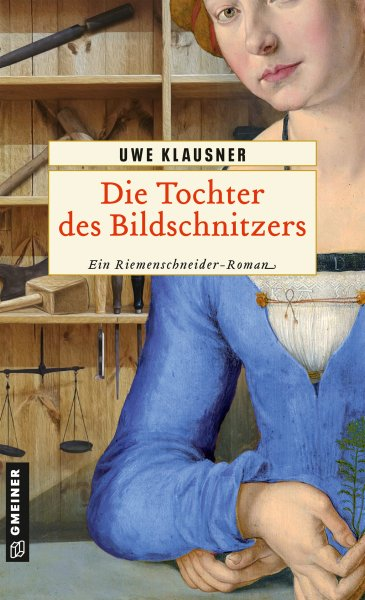 UWE KLAUSNER
Die Tochter
des Bildschnitzers
Ein Riemenschneider-Roman
GMEINER